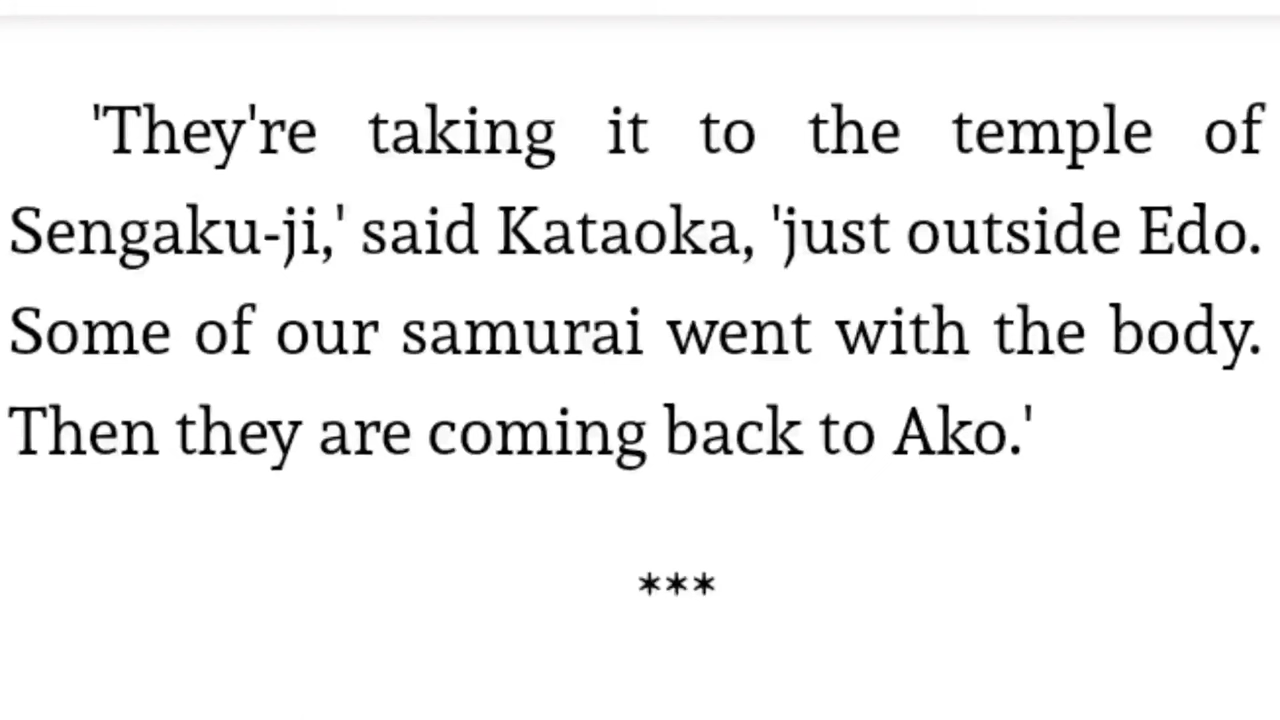 'They're taking it to the temple of
Sengaku-ji,' said Kataoka, 'just outside Edo.
Some of our samurai went with the body.
Then they are coming back to Ako.'
***